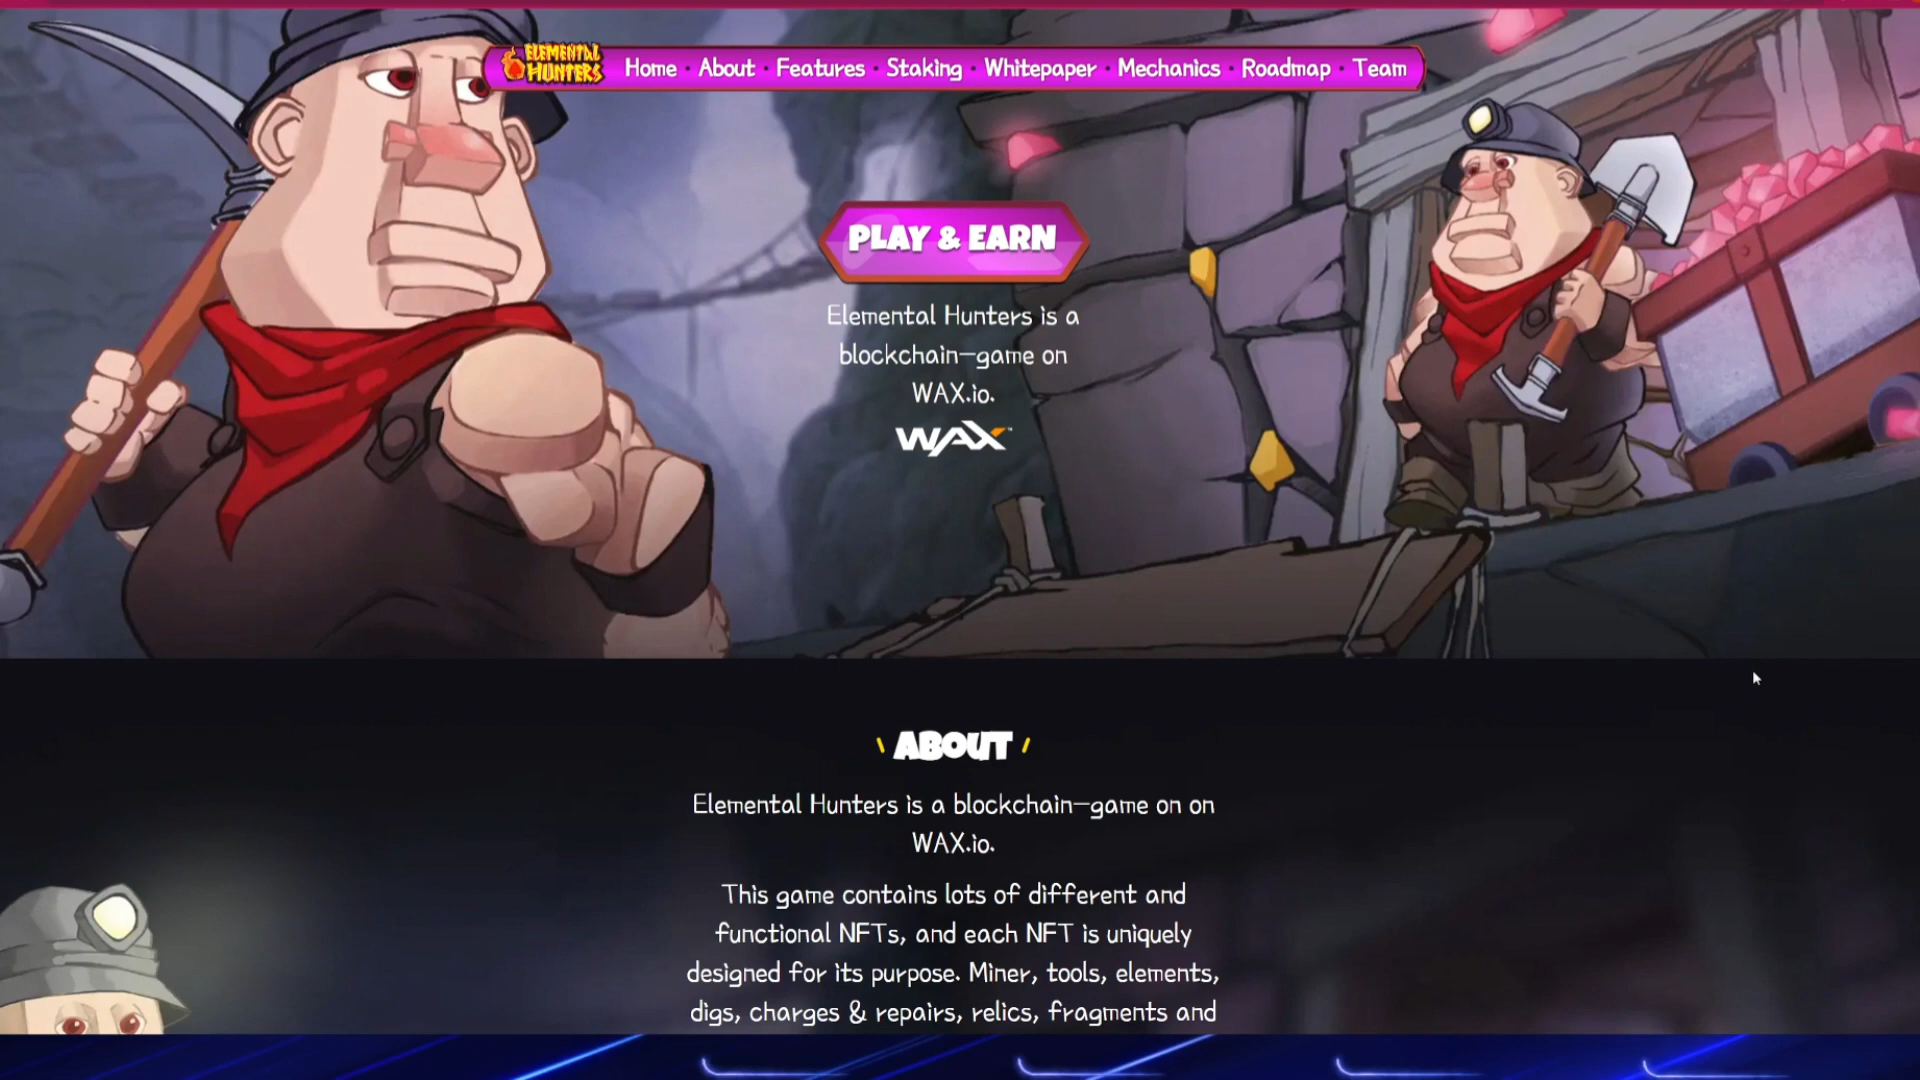 ELEMENTAL
HUNTERS
Home · About · Features · Staking · Whitepaper · Mechanics · Roadmap · Team
PLAY & EARN
Elemental Hunters is a
blockchain-game on
WAX.io.
WAX
ABOUT
Elemental Hunters is a blockchain-game on on
WAX.io.
This game contains lots of different and
functional NFTs, and each NFT is uniquely
designed for its purpose. Miner, tools, elements,
digs, charges & repairs, relics, fragments and